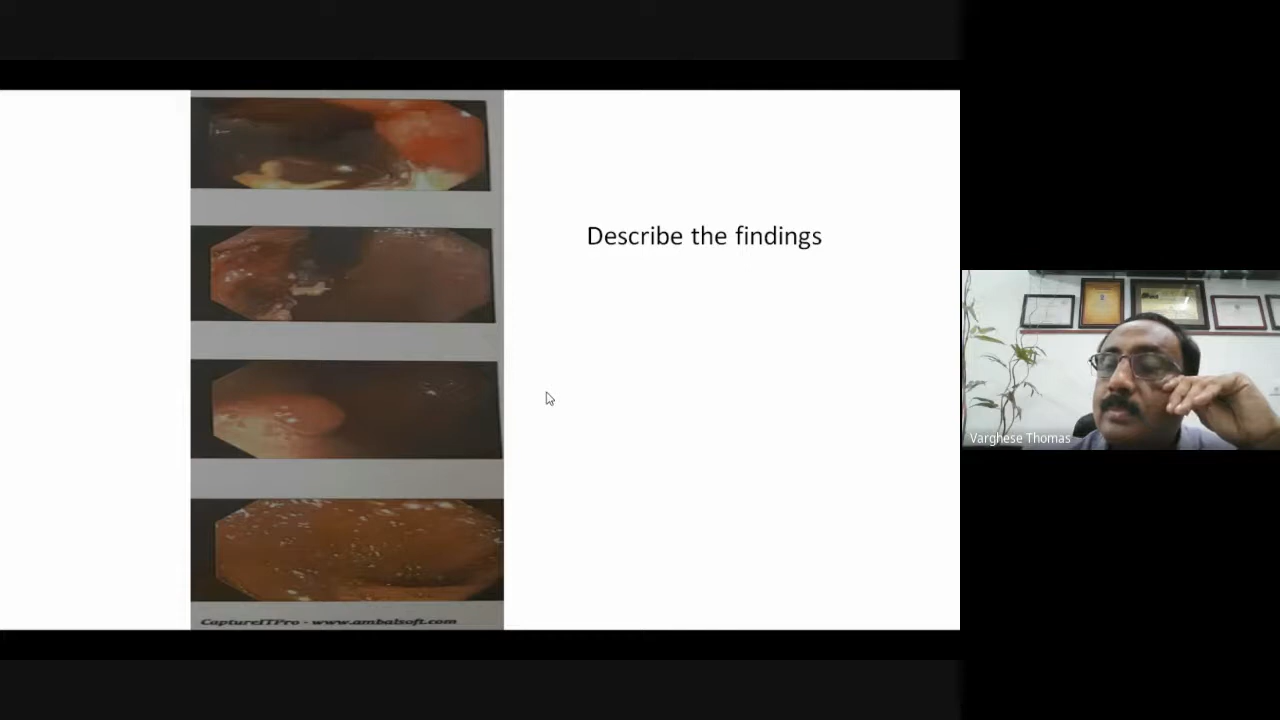 Describe the findings
Varghese Thomas
CaptureITPro - www.ambalsoft.com